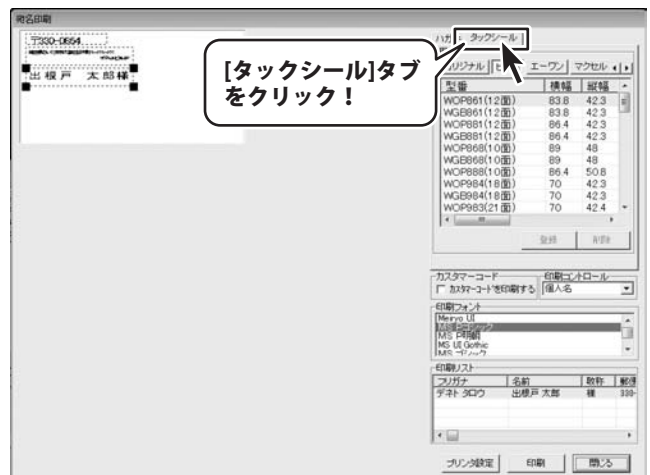 宛名印刷
〒330-0854
出根戸 太郎様
タックシール
[タックシール]タブ
をクリック！
エーワン
マクセル
型番 横幅 縦幅
WOP861(12面) 83.8 42.3
WGB861(12面) 83.8 42.3
WOP881(12面) 86.4 42.3
WGB881(12面) 86.4 42.3
WOP868(10面) 89 48
WGB868(10面) 89 48
WOP888(10面) 86.4 50.8
WOP984(18面) 70 42.3
WGB984(18面) 70 42.3
WOP983(21面) 70 42.4
登録 削除
カスタマーコード
カスタマーコードを印刷する
印刷コントロール
個人名
印刷フォント
Meiryo UI
MS Pゴシック
MS P明朝
MS UI Gothic
印刷リスト
フリガナ 名前 敬称
デネト タロウ 出根戸 太郎 様 330-
プリンタ設定 印刷 閉じる